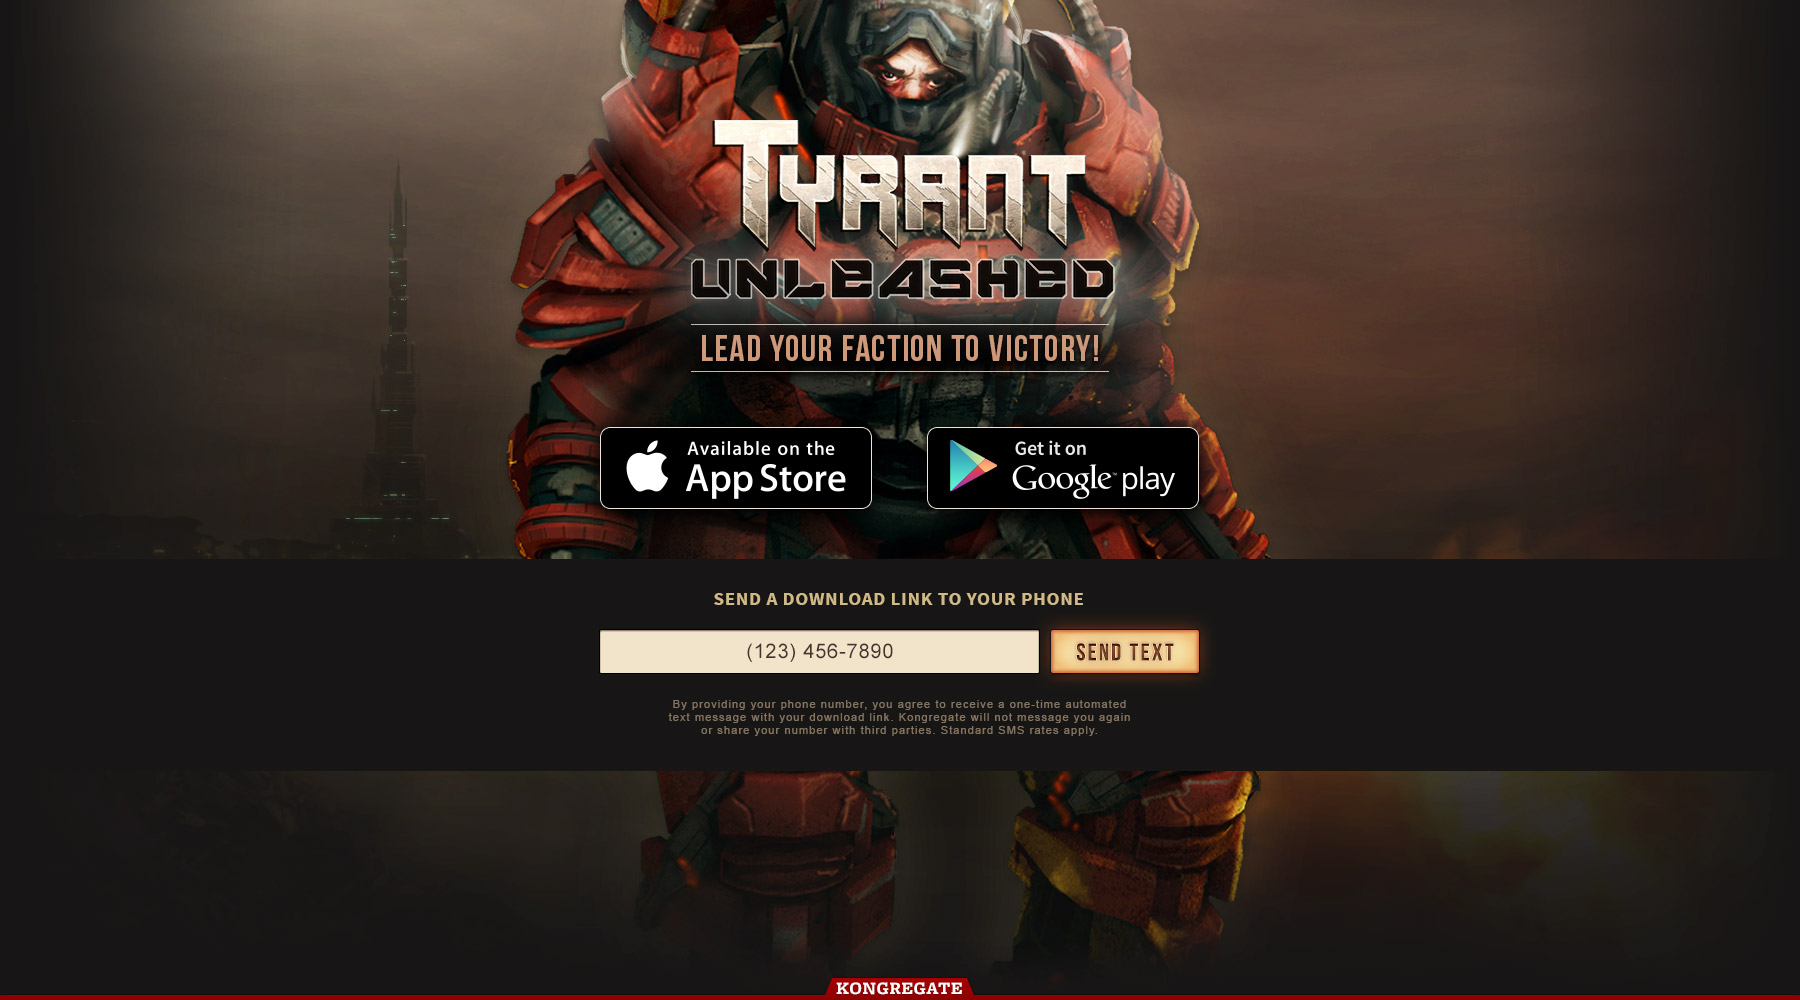 TYRANT
UNLEASHED
LEAD YOUR FACTION TO VICTORY!
Available on the
App Store
Get it on
Google™ play
SEND A DOWNLOAD LINK TO YOUR PHONE
(123) 456-7890
SEND TEXT
By providing your phone number, you agree to receive a one-time automated
text message with your download link. Kongregate will not message you again
or share your number with third parties. Standard SMS rates apply.
KONGREGATE